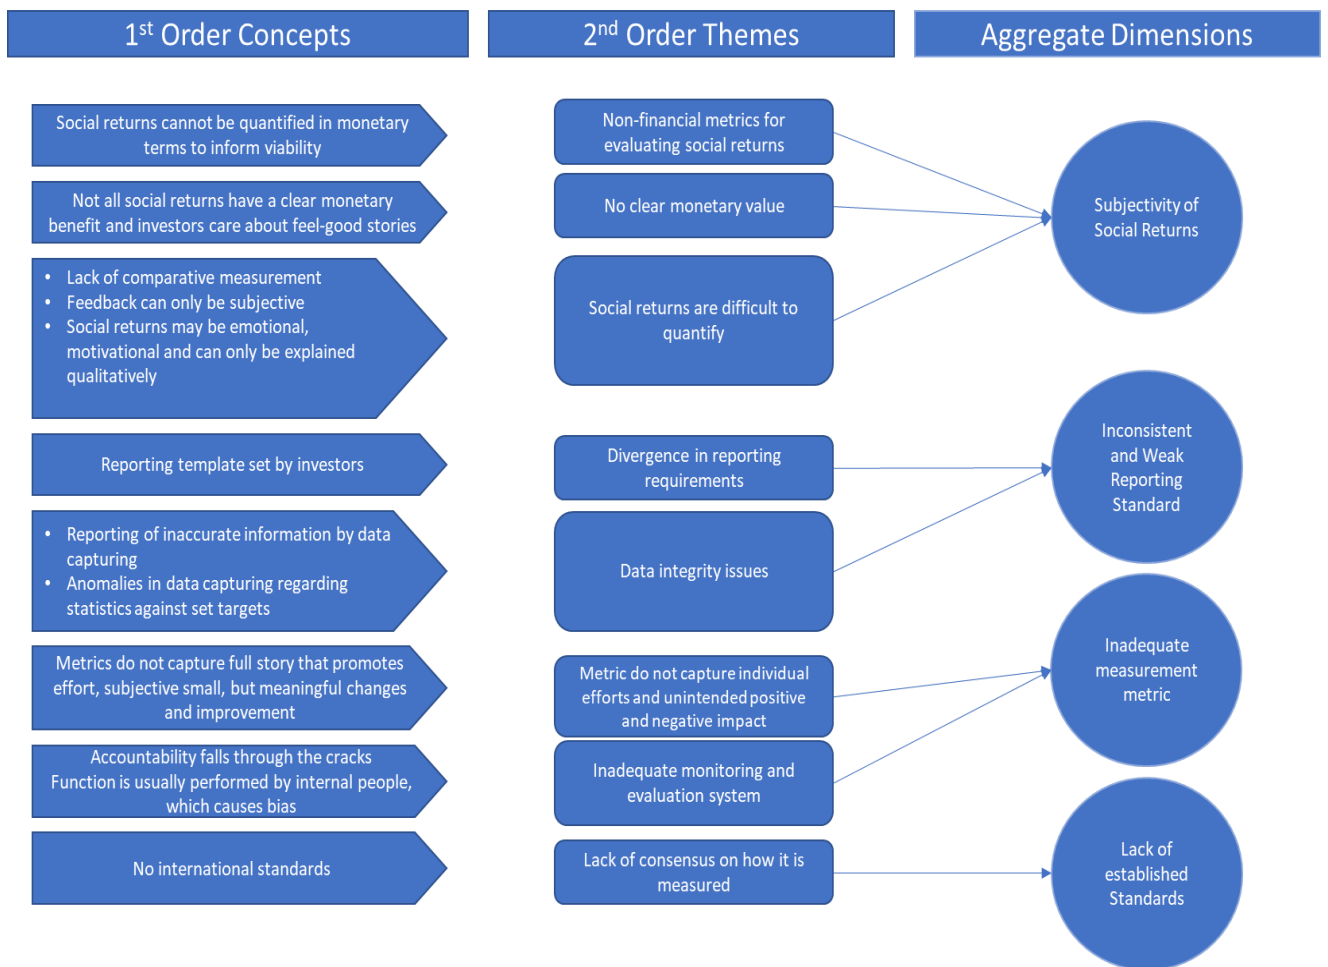 1st Order Concepts
2nd Order Themes
Aggregate Dimensions
Social returns cannot be quantified in monetary
terms to inform viability
Non-financial metrics for
evaluating social returns
Not all social returns have a clear monetary
benefit and investors care about feel-good stories
No clear monetary value
Subjectivity of
Social Returns
• Lack of comparative measurement
• Feedback can only be subjective
• Social returns may be emotional,
motivational and can only be explained
qualitatively
Social returns are difficult to
quantify
Reporting template set by investors
Divergence in reporting
requirements
Inconsistent
and Weak
Reporting
Standard
• Reporting of inaccurate information by data
capturing
• Anomalies in data capturing regarding
statistics against set targets
Data integrity issues
Metrics do not capture full story that promotes
effort, subjective small, but meaningful changes
and improvement
Metric do not capture individual
efforts and unintended positive
and negative impact
Inadequate
measurement
metric
Accountability falls through the cracks
Function is usually performed by internal people,
which causes bias
Inadequate monitoring and
evaluation system
No international standards
Lack of consensus on how it is
measured
Lack of
established
Standards